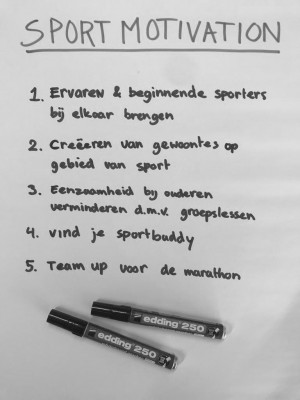 SPORT MOTIVATION
1. Ervaren & beginnende sporters
bij elkaar brengen
2. Creëeren van gewoontes op
gebied van sport
3. Eenzaamheid bij ouderen
verminderen d.m.v. groepslessen
4. vind je sportbuddy
5. Team up voor de marathon
edding 250
edding 250